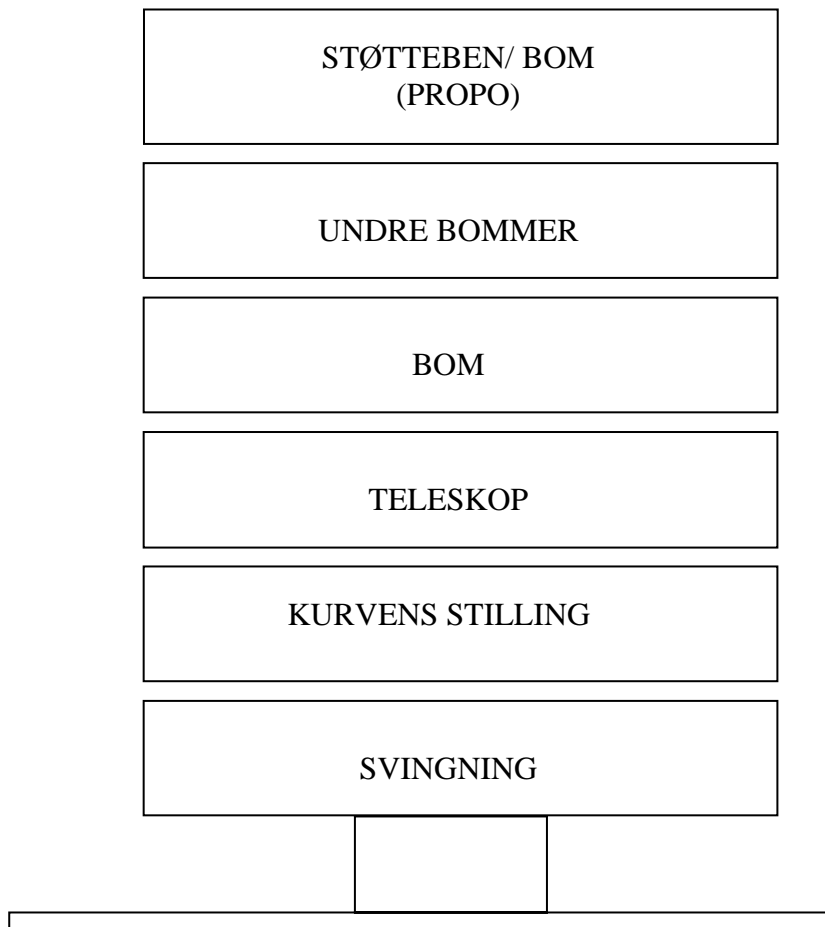 STØTTEBEN/ BOM
(PROPO)
UNDRE BOMMER
BOM
TELESKOP
KURVENS STILLING
SVINGNING